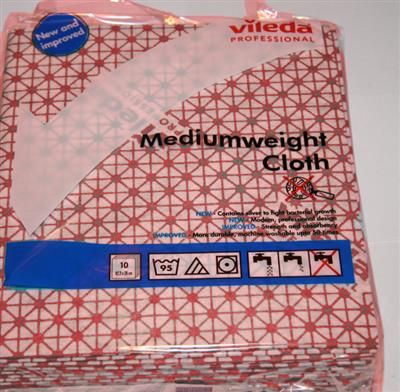 New and
improved
vileda
PROFESSIONAL
Mediumweight
Cloth
NEW - Contains silver to fight bacterial growth
NEW - Modern, professional design
IMPROVED - Strength and absorbency
IMPROVED - More durable, machine washable upto 50 times
10
95